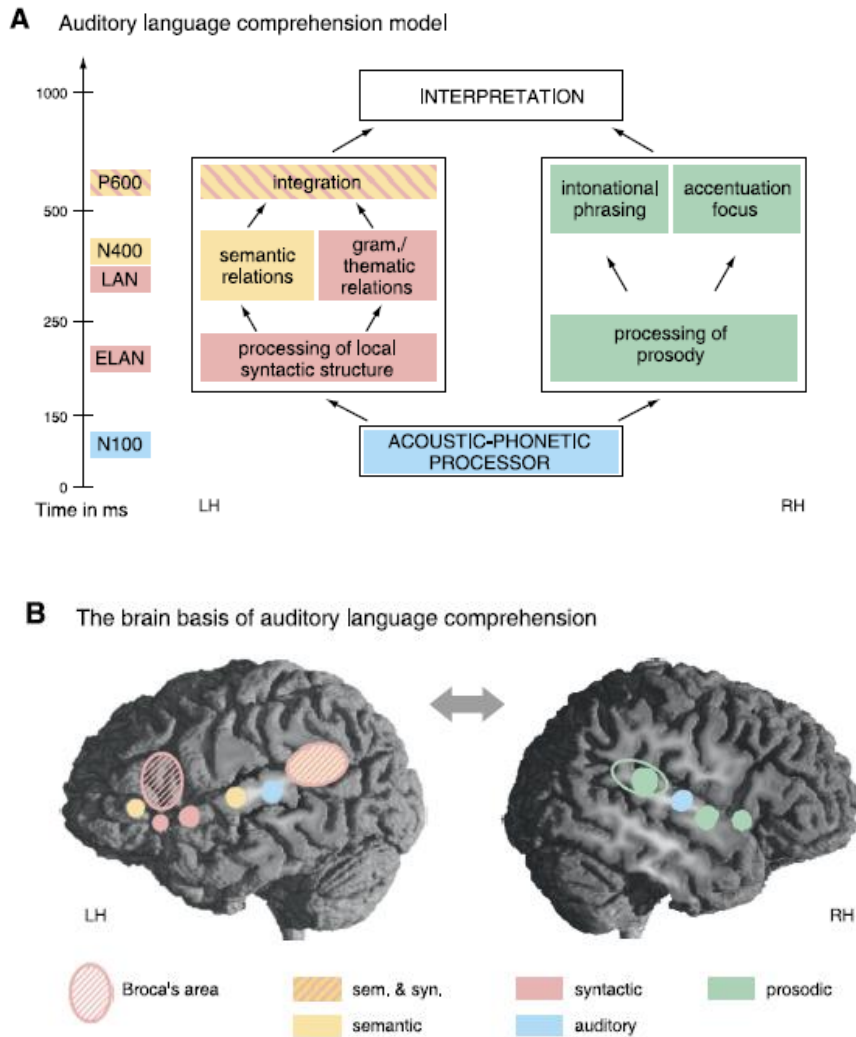 A Auditory language comprehension model
1000
INTERPRETATION
P600
integration
intonational
phrasing
accentuation
focus
500
N400
semantic
relations
gram./
thematic
relations
LAN
250
ELAN
processing of local
syntactic structure
processing of
prosody
150
N100
ACOUSTIC-PHONETIC
PROCESSOR
0
Time in ms
LH
RH
B The brain basis of auditory language comprehension
LH
RH
Broca's area
sem. & syn.
syntactic
prosodic
semantic
auditory